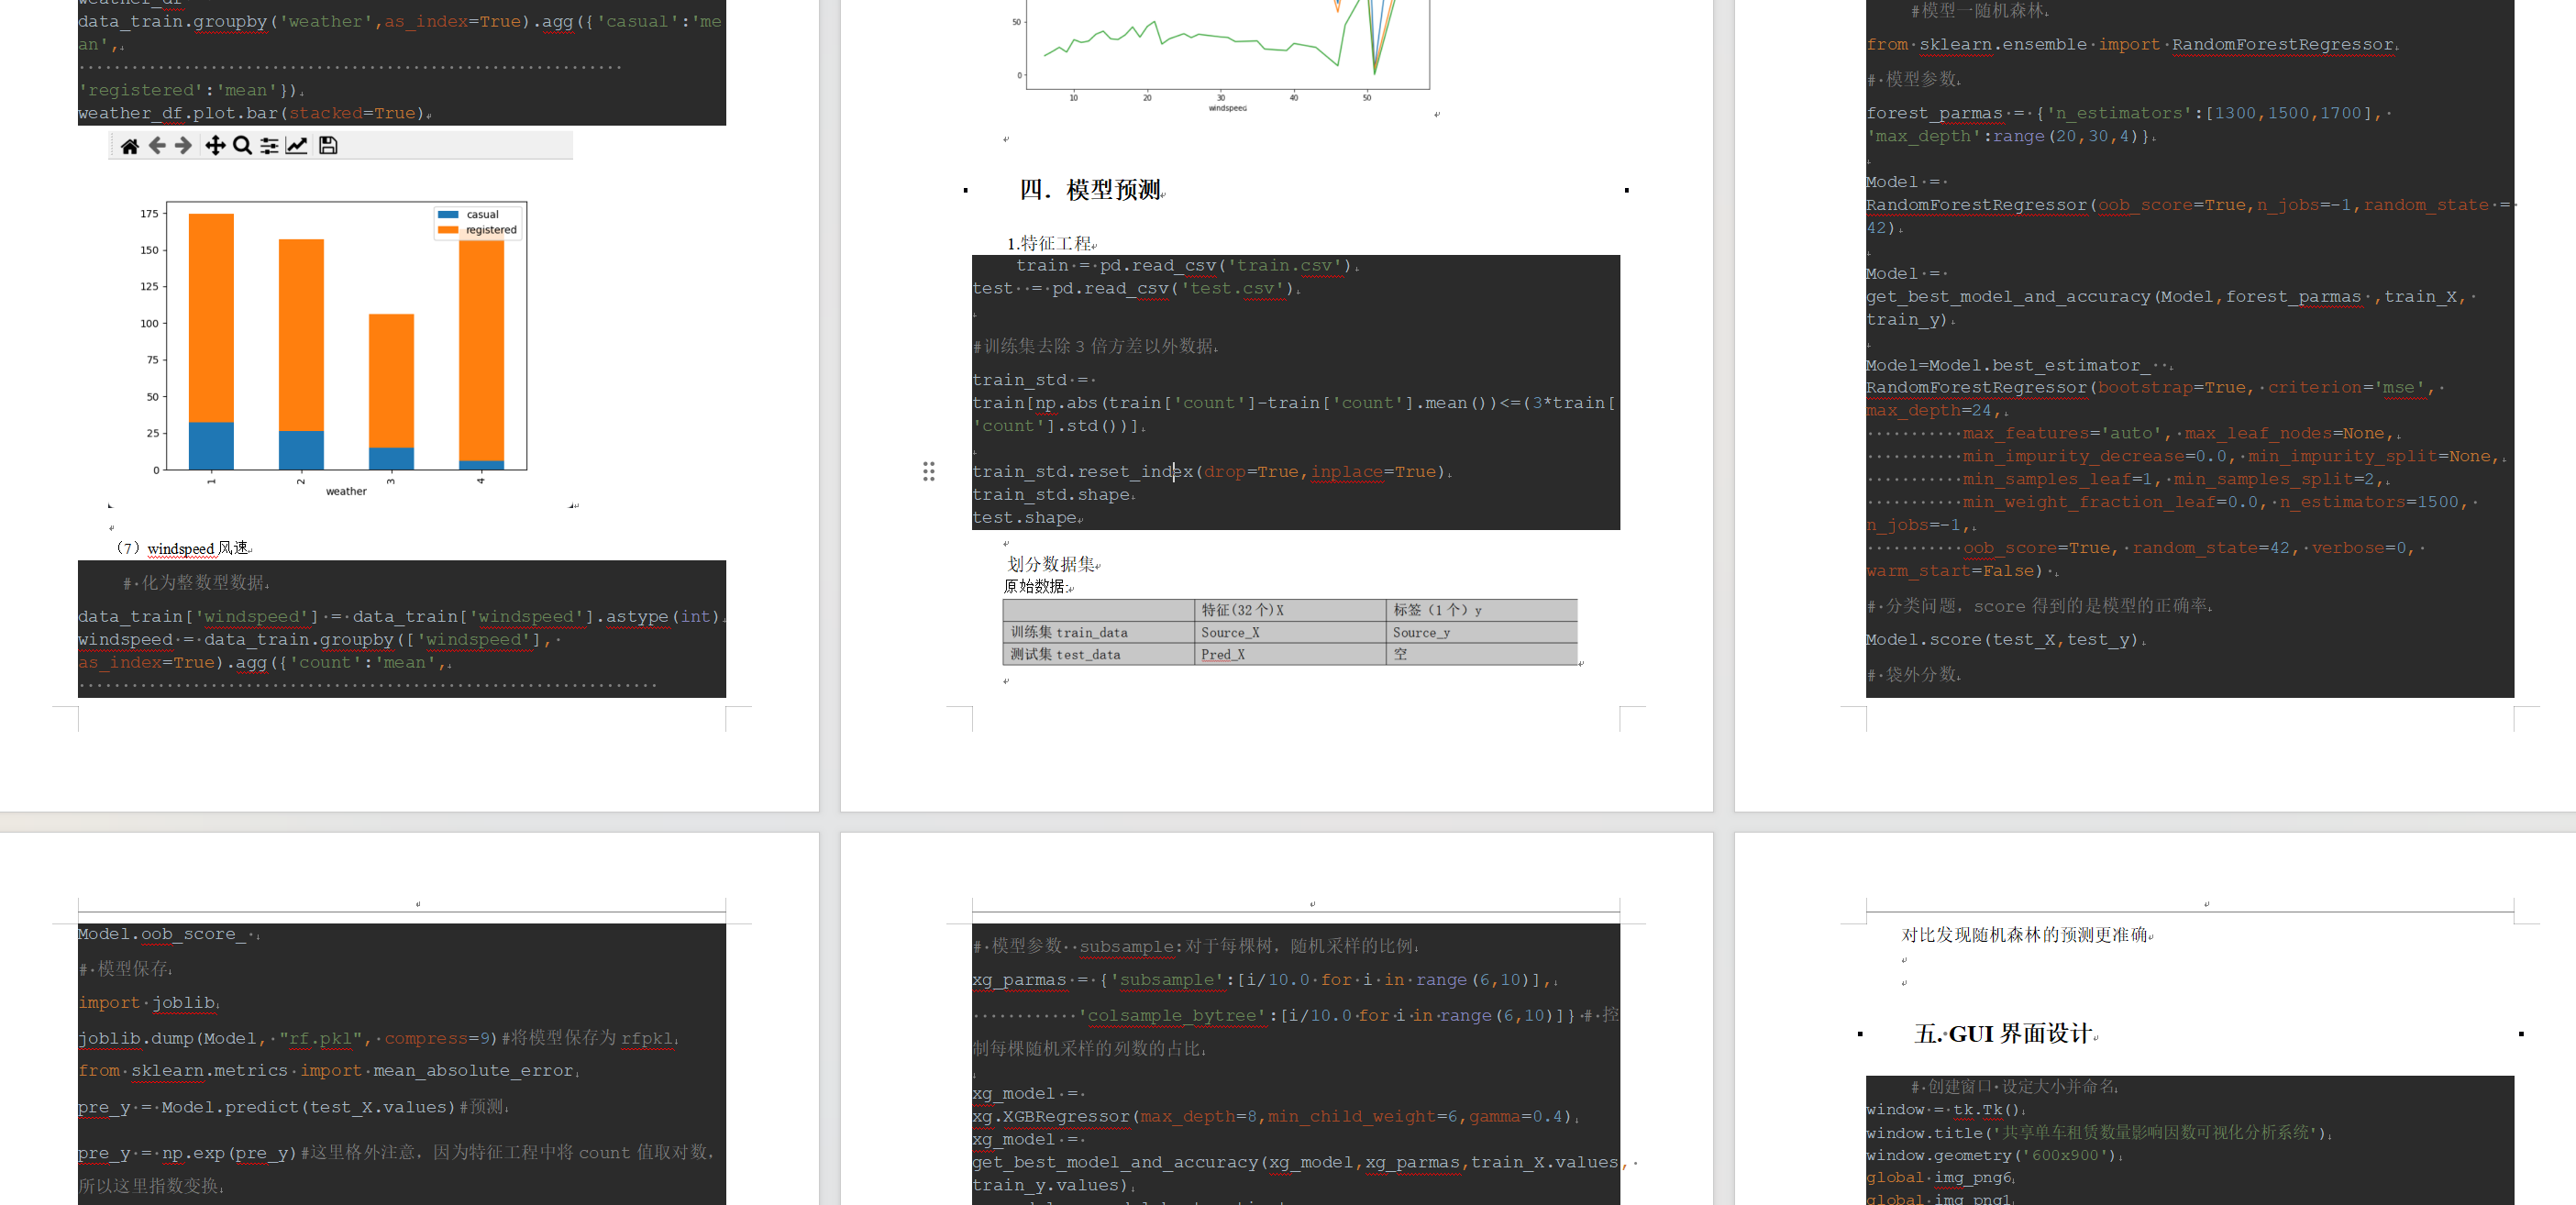 weather_df
data_train.groupby('weather',as_index=True).agg({'casual':'me
an',
'registered':'mean'})
weather_df.plot.bar(stacked=True)
175
150
125
100
75
50
25
0
casual
registered
1
2
3
4
weather
（7）windspeed 风速
# 化为整数型数据
data_train['windspeed'] = data_train['windspeed'].astype(int)
windspeed = data_train.groupby(['windspeed'],
as_index=True).agg({'count':'mean',
50
0
10
20
30
40
50
windspeed
四．模型预测
1.特征工程
train = pd.read_csv('train.csv')
test  = pd.read_csv('test.csv')
#训练集去除 3 倍方差以外数据
train_std =
train[np.abs(train['count']-train['count'].mean())<=(3*train[
'count'].std())]
train_std.reset_index(drop=True,inplace=True)
train_std.shape
test.shape
划分数据集
原始数据:
特征(32 个)X
标签（1 个）y
训练集 train_data
Source_X
Source_y
测试集 test_data
Pred_X
空
#模型一随机森林
from sklearn.ensemble import RandomForestRegressor
# 模型参数
forest_parmas = {'n_estimators':[1300,1500,1700],
'max_depth':range(20,30,4)}
Model =
RandomForestRegressor(oob_score=True,n_jobs=-1,random_state =
42)
Model =
get_best_model_and_accuracy(Model,forest_parmas ,train_X,
train_y)
Model=Model.best_estimator_
RandomForestRegressor(bootstrap=True, criterion='mse',
max_depth=24,
max_features='auto', max_leaf_nodes=None,
min_impurity_decrease=0.0, min_impurity_split=None,
min_samples_leaf=1, min_samples_split=2,
min_weight_fraction_leaf=0.0, n_estimators=1500,
n_jobs=-1,
oob_score=True, random_state=42, verbose=0,
warm_start=False)
# 分类问题，score 得到的是模型的正确率
Model.score(test_X,test_y)
# 袋外分数
Model.oob_score_
# 模型保存
import joblib
joblib.dump(Model, "rf.pkl", compress=9)#将模型保存为 rfpkl
from sklearn.metrics import mean_absolute_error
pre_y = Model.predict(test_X.values)#预测
pre_y = np.exp(pre_y)#这里格外注意，因为特征工程中将 count 值取对数，
所以这里指数变换
# 模型参数  subsample:对于每棵树，随机采样的比例
xg_parmas = {'subsample':[i/10.0 for i in range(6,10)],
'colsample_bytree':[i/10.0 for i in range(6,10)]} # 控
制每棵随机采样的列数的占比
xg_model =
xg.XGBRegressor(max_depth=8,min_child_weight=6,gamma=0.4)
xg_model =
get_best_model_and_accuracy(xg_model,xg_parmas,train_X.values,
train_y.values)
对比发现随机森林的预测更准确
五. GUI 界面设计
# 创建窗口 设定大小并命名
window = tk.Tk()
window.title('共享单车租赁数量影响因数可视化分析系统')
window.geometry('600x900')
global img_png6
global img_png1